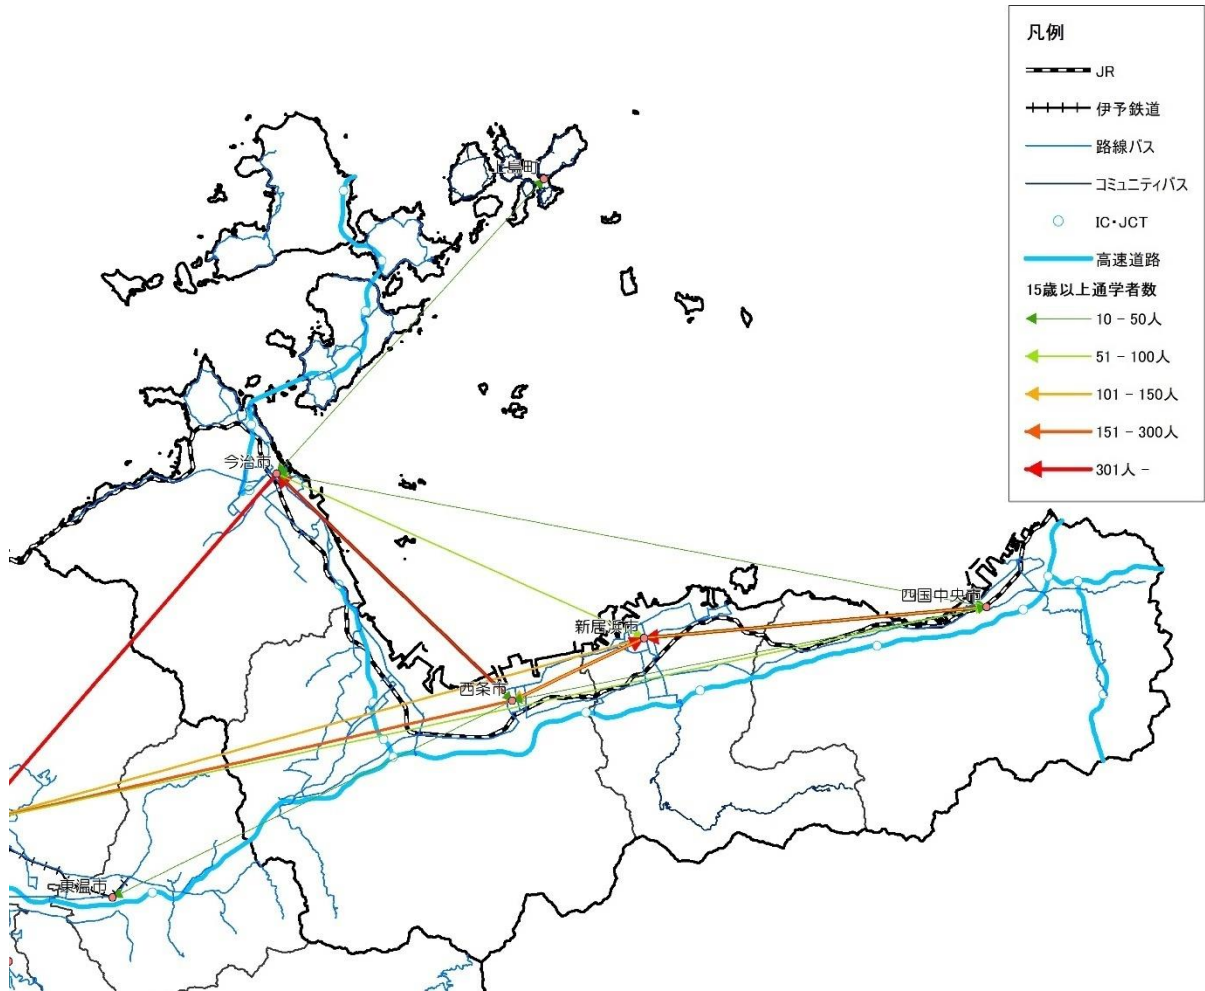 凡例
JR
伊予鉄道
路線バス
コミュニティバス
IC・JCT
高速道路
15歳以上通学者数
10 - 50人
51 - 100人
101 - 150人
151 - 300人
301人 -
上島町
今治市
四国中央市
新居浜市
西条市
東温市